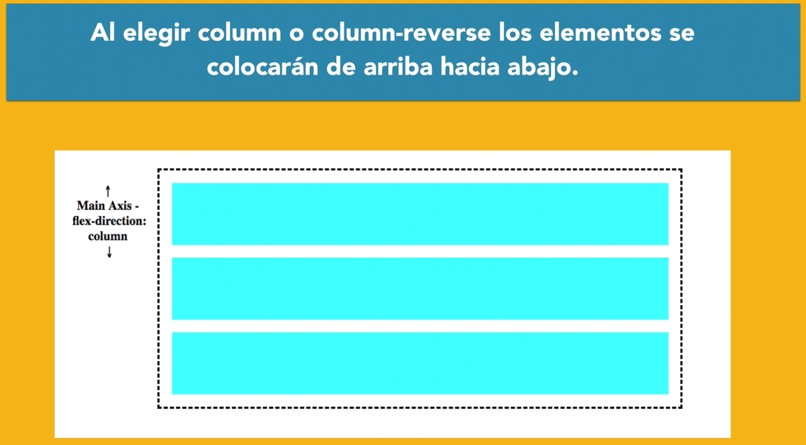 Al elegir column o column-reverse los elementos se
colocarán de arriba hacia abajo.
↑
Main Axis -
flex-direction:
column
↓